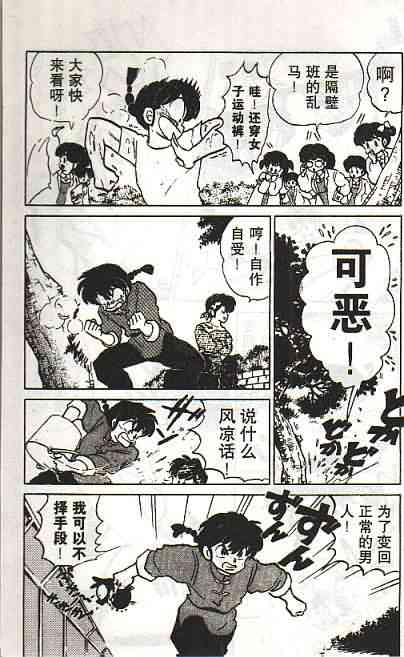 啊？
是隔壁
班的乱
马！
哇！还穿女
子运动
裤！
大家快
来看呀！
可恶！
哼！自作
自受！
说什么
风凉话！
为了变回
正常的男
人！
我可以不
择手段！